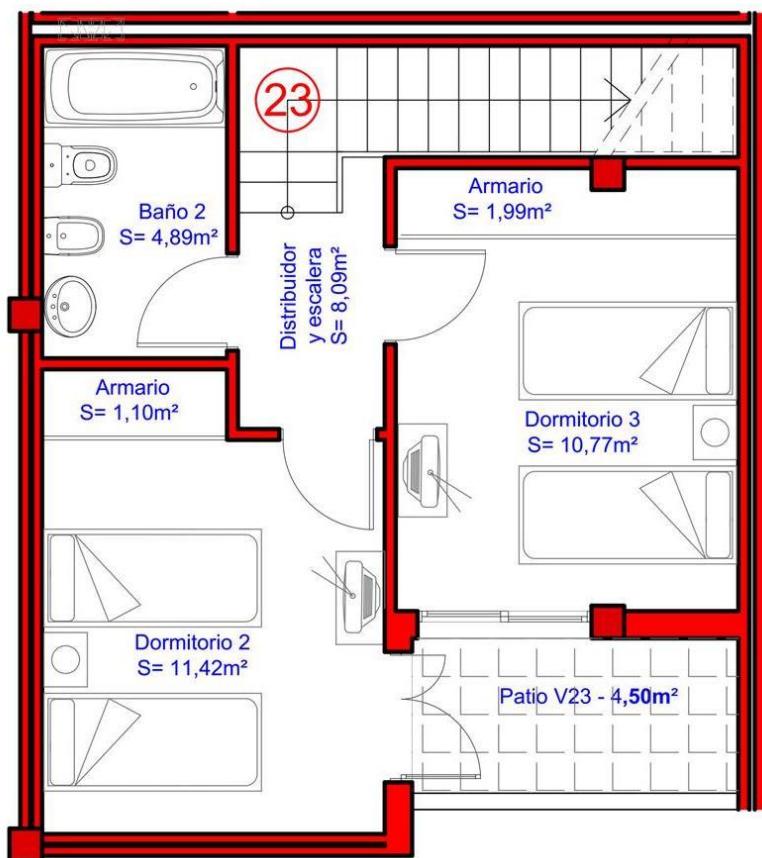 23
Baño 2
S= 4,89m²
Armario
S= 1,99m²
Distribuidor
y escalera
S= 8,09m²
Armario
S= 1,10m²
Dormitorio 3
S= 10,77m²
Dormitorio 2
S= 11,42m²
Patio V23 - 4,50m²